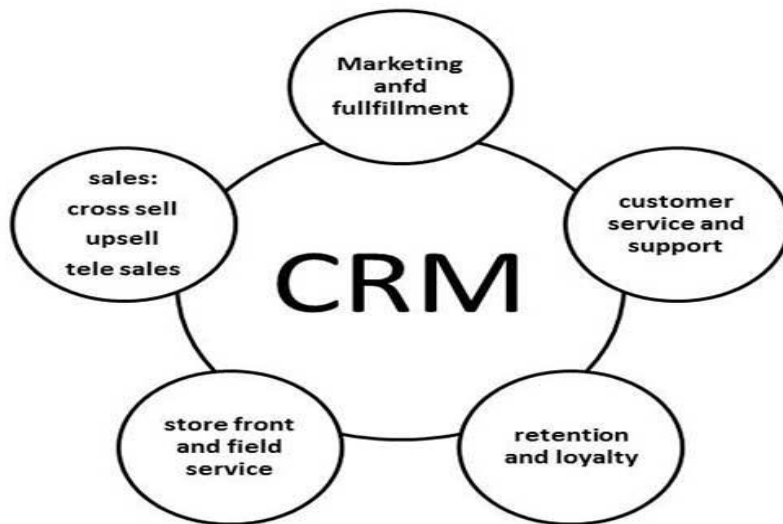 Marketing
anfd
fullfillment
sales:
cross sell
upsell
tele sales
customer
service and
support
CRM
store front
and field
service
retention
and loyalty